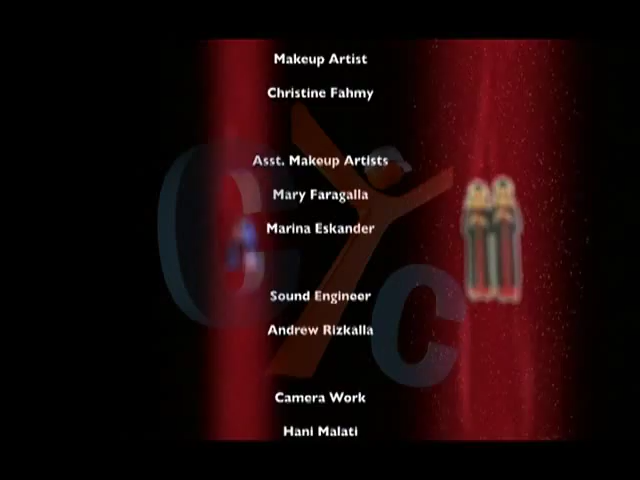 Makeup Artist
Christine Fahmy
Asst. Makeup Artists
Mary Faragalla
Marina Eskander
Sound Engineer
Andrew Rizkalla
Camera Work
Hani Malati
GYC